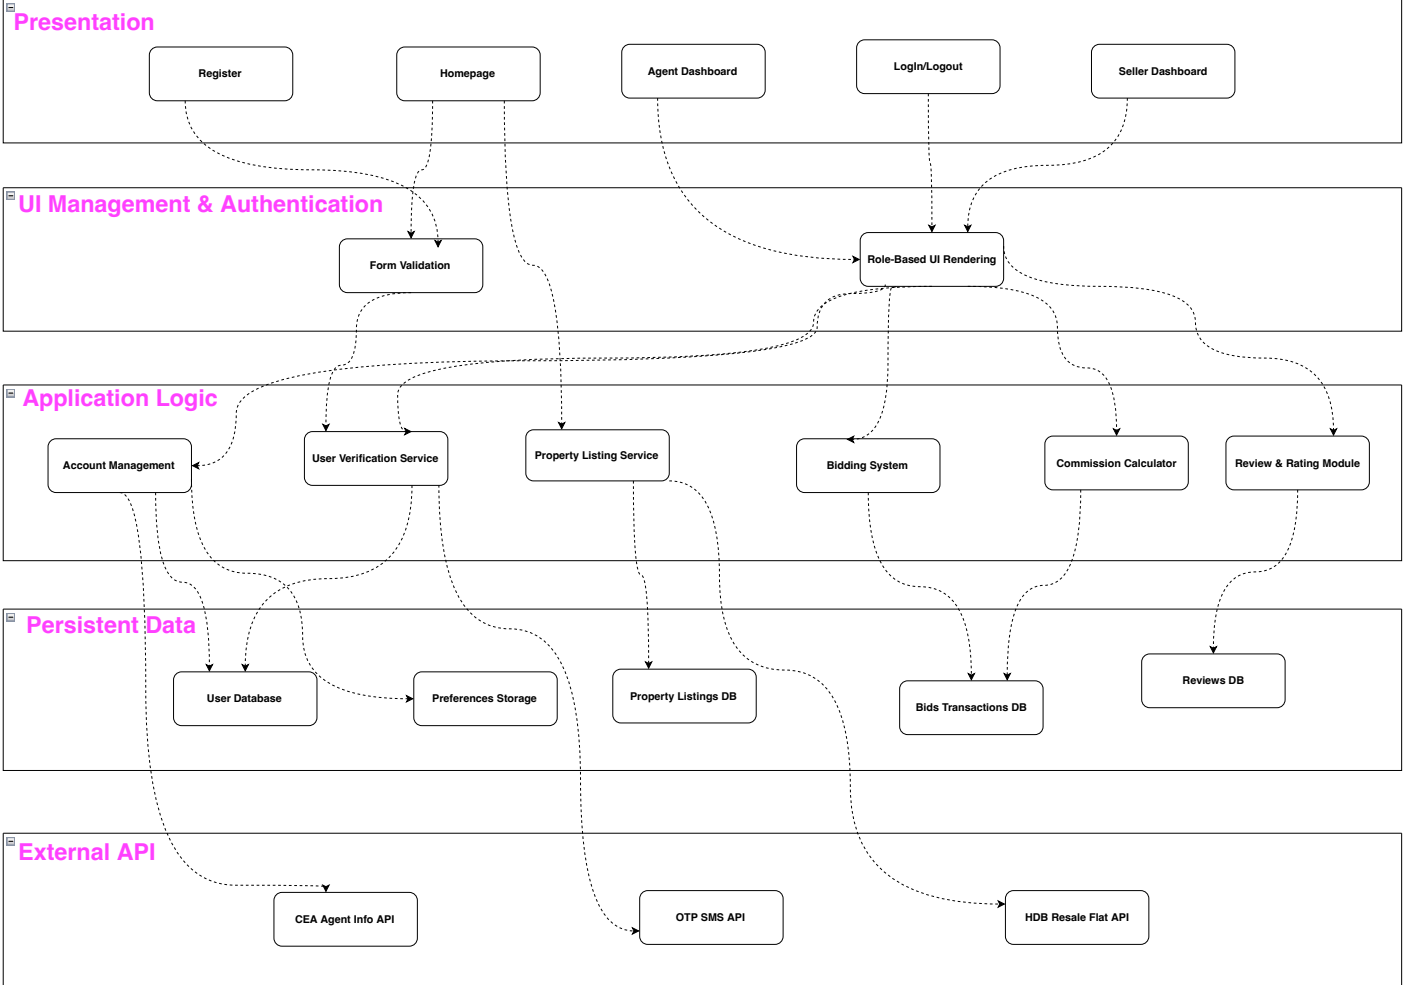 Presentation
Register
Homepage
Agent Dashboard
LogIn/Logout
Seller Dashboard
UI Management & Authentication
Form Validation
Role-Based UI Rendering
Application Logic
Account Management
User Verification Service
Property Listing Service
Bidding System
Commission Calculator
Review & Rating Module
Persistent Data
User Database
Preferences Storage
Property Listings DB
Bids Transactions DB
Reviews DB
External API
CEA Agent Info API
OTP SMS API
HDB Resale Flat API